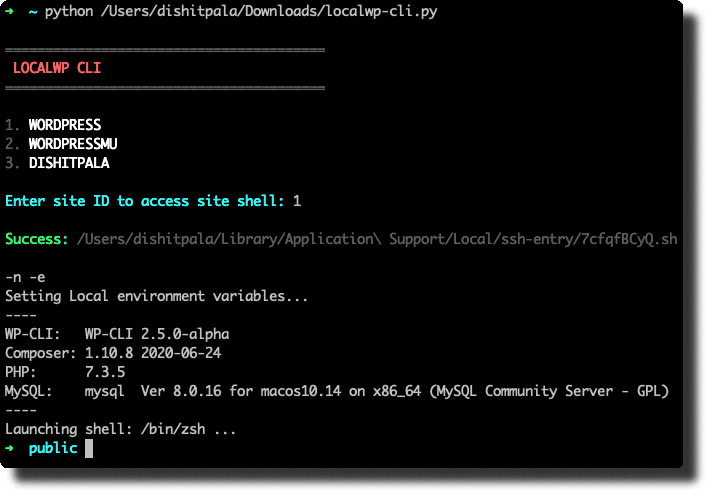 ➜  ~ python /Users/dishitpala/Downloads/localwp-cli.py
========================================
LOCALWP CLI
========================================
1. WORDPRESS
2. WORDPRESSMU
3. DISHITPALA
Enter site ID to access site shell: 1
Success: /Users/dishitpala/Library/Application\ Support/Local/ssh-entry/7cfqfBCyQ.sh
-n -e
Setting Local environment variables...
----
WP-CLI:   WP-CLI 2.5.0-alpha
Composer: 1.10.8 2020-06-24
PHP:      7.3.5
MySQL:    mysql  Ver 8.0.16 for macos10.14 on x86_64 (MySQL Community Server - GPL)
----
Launching shell: /bin/zsh ...
➜  public